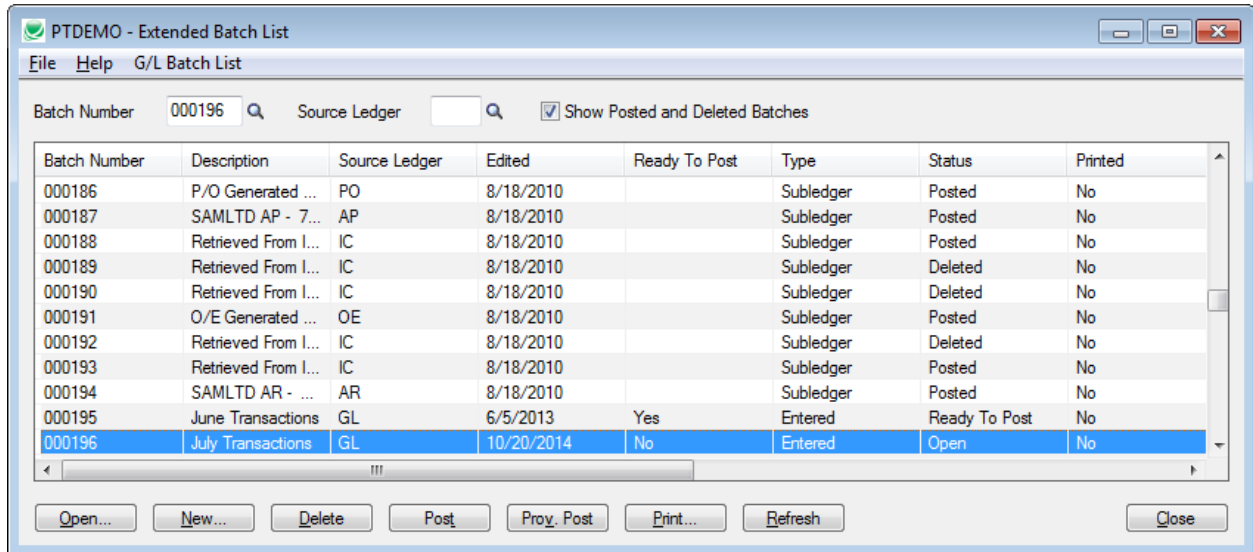 PTDEMO - Extended Batch List
File Help G/L Batch List
Batch Number 000196 Source Ledger Show Posted and Deleted Batches
Batch Number Description Source Ledger Edited Ready To Post Type Status Printed
000186 P/O Generated ... PO 8/18/2010 Subledger Posted No
000187 SAMLTD AP - 7... AP 8/18/2010 Subledger Posted No
000188 Retrieved From I... IC 8/18/2010 Subledger Posted No
000189 Retrieved From I... IC 8/18/2010 Subledger Deleted No
000190 Retrieved From I... IC 8/18/2010 Subledger Deleted No
000191 O/E Generated ... OE 8/18/2010 Subledger Posted No
000192 Retrieved From I... IC 8/18/2010 Subledger Deleted No
000193 Retrieved From I... IC 8/18/2010 Subledger Posted No
000194 SAMLTD AR - ... AR 8/18/2010 Subledger Posted No
000195 June Transactions GL 6/5/2013 Yes Entered Ready To Post No
000196 July Transactions GL 10/20/2014 No Entered Open No
Open... New... Delete Post Prov. Post Print... Refresh Close